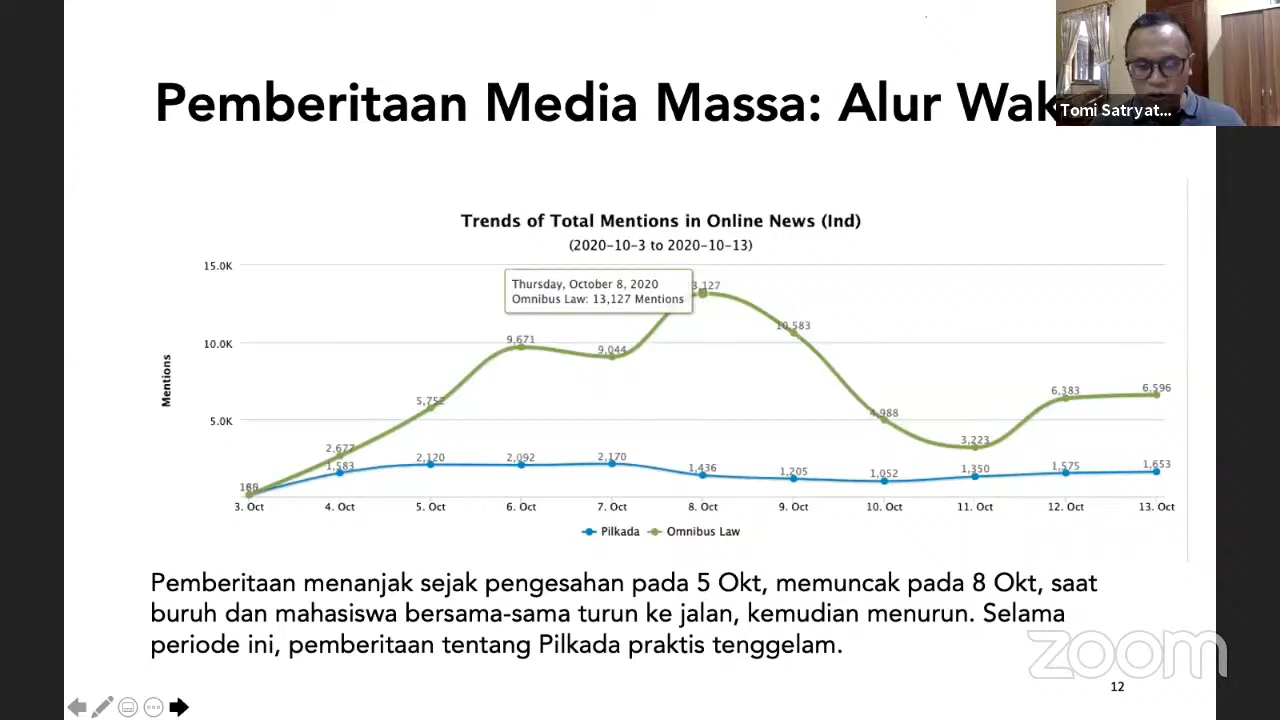 Pemberitaan Media Massa: Alur Wak
Tomi Satryat...
Trends of Total Mentions in Online News (Ind)
(2020-10-3 to 2020-10-13)
Mentions
15.0K
10.0K
5.0K
Thursday, October 8, 2020
Omnibus Law: 13,127 Mentions
3,127
10,583
9,671
9,044
5,752
2,677
4,988
3,223
6,383
6,596
1,583
2,120
2,092
2,170
1,436
1,205
1,052
1,350
1,575
1,653
3. Oct
4. Oct
5. Oct
6. Oct
7. Oct
8. Oct
9. Oct
10. Oct
11. Oct
12. Oct
13. Oct
Pilkada
Omnibus Law
Pemberitaan menanjak sejak pengesahan pada 5 Okt, memuncak pada 8 Okt, saat
buruh dan mahasiswa bersama-sama turun ke jalan, kemudian menurun. Selama
periode ini, pemberitaan tentang Pilkada praktis tenggelam.
zoom
12